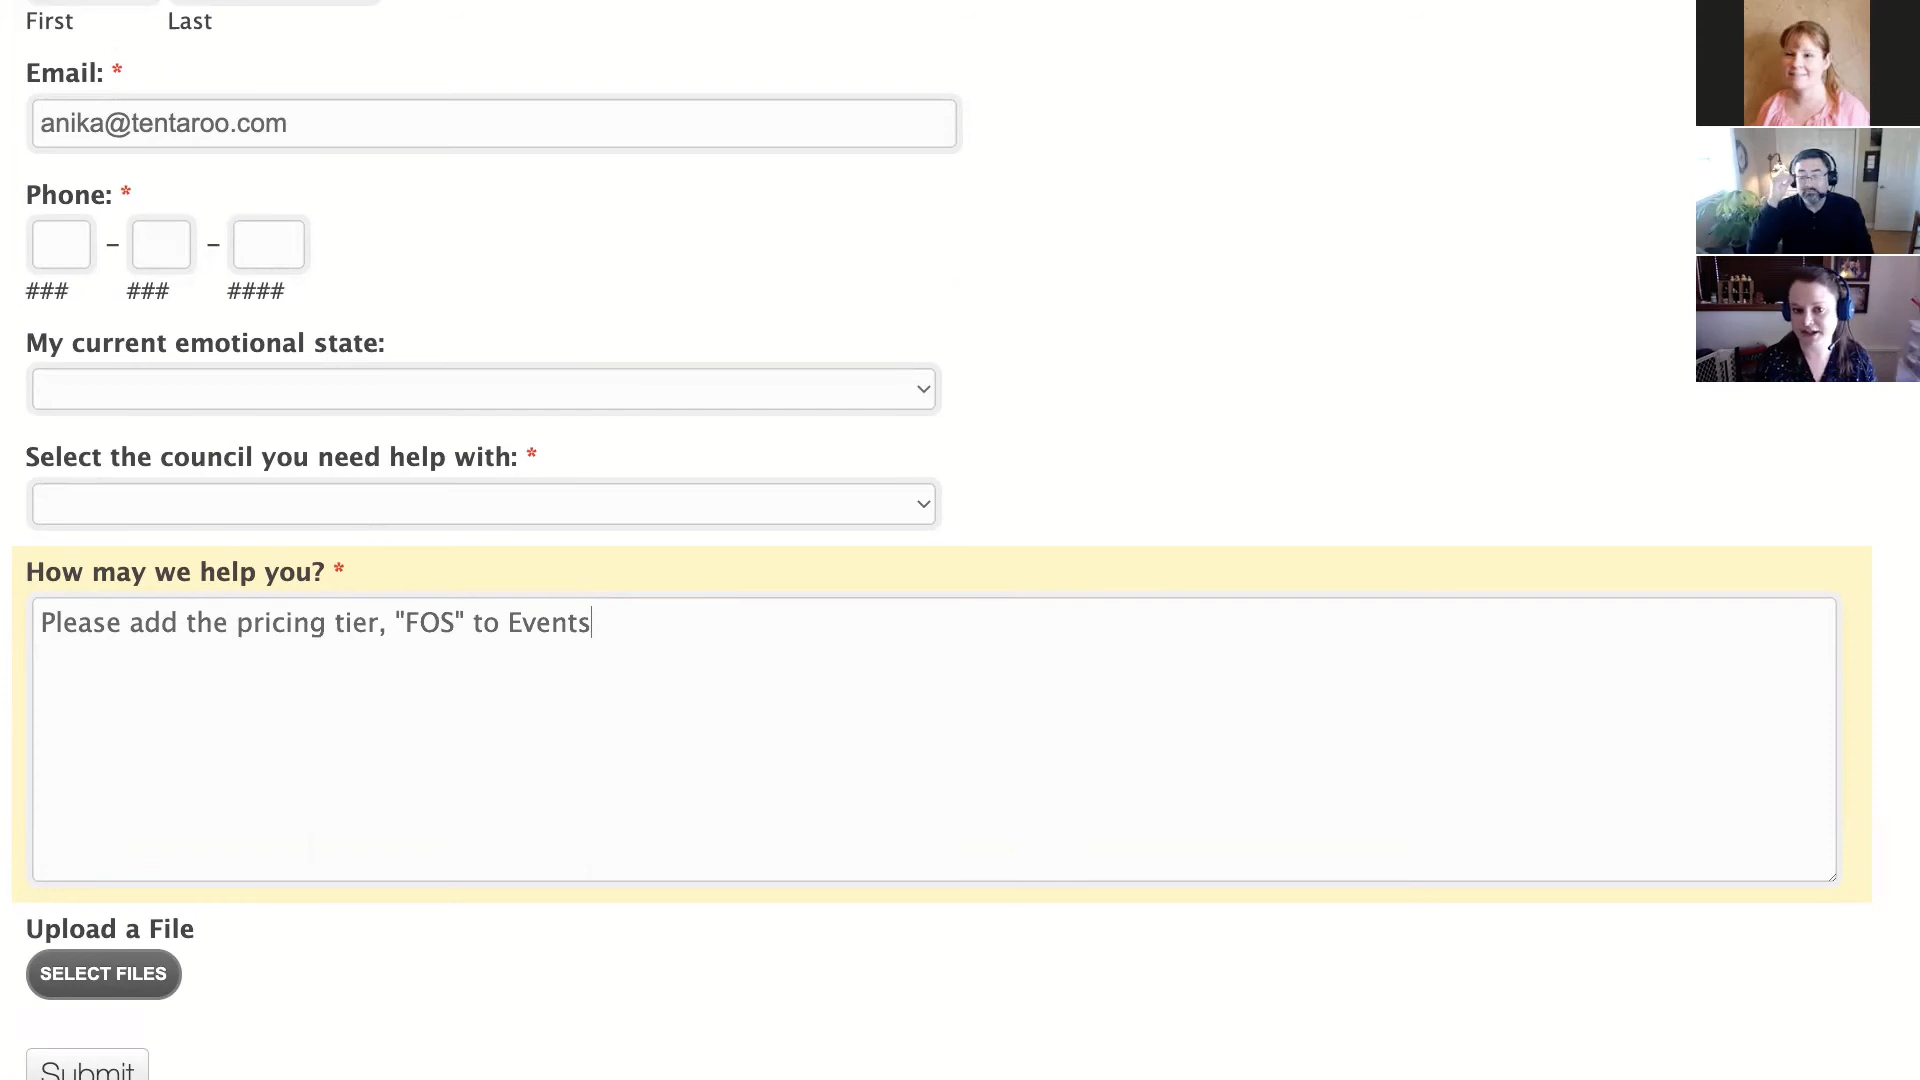 First Last
Email: *
anika@tentaroo.com
Phone: *
- -
### ### ####
My current emotional state:
Select the council you need help with: *
How may we help you? *
Please add the pricing tier, "FOS" to Events
Upload a File
SELECT FILES
Submit